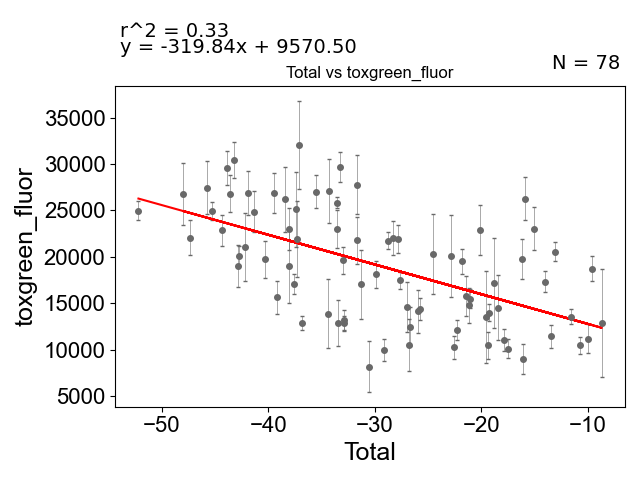 r^2 = 0.33
y = -319.84x + 9570.50
N = 78
Total vs toxgreen_fluor
35000
30000
25000
20000
15000
10000
5000
toxgreen_fluor
−50 −40 −30 −20 −10
Total